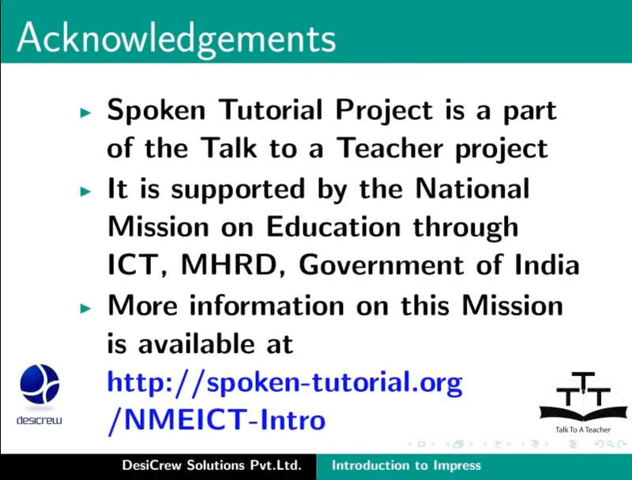 Acknowledgements
Spoken Tutorial Project is a part
of the Talk to a Teacher project
It is supported by the National
Mission on Education through
ICT, MHRD, Government of India
More information on this Mission
is available at
http://spoken-tutorial.org
/NMEICT-Intro
desicrew
TTT
Talk To A Teacher
DesiCrew Solutions Pvt.Ltd.
Introduction to Impress